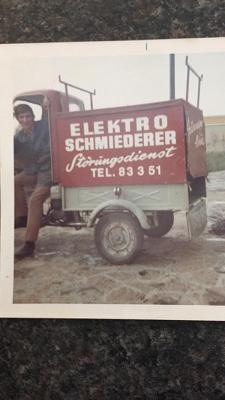 ELEKTRO
SCHMIEDERER
Störungsdienst
TEL. 83 3 51